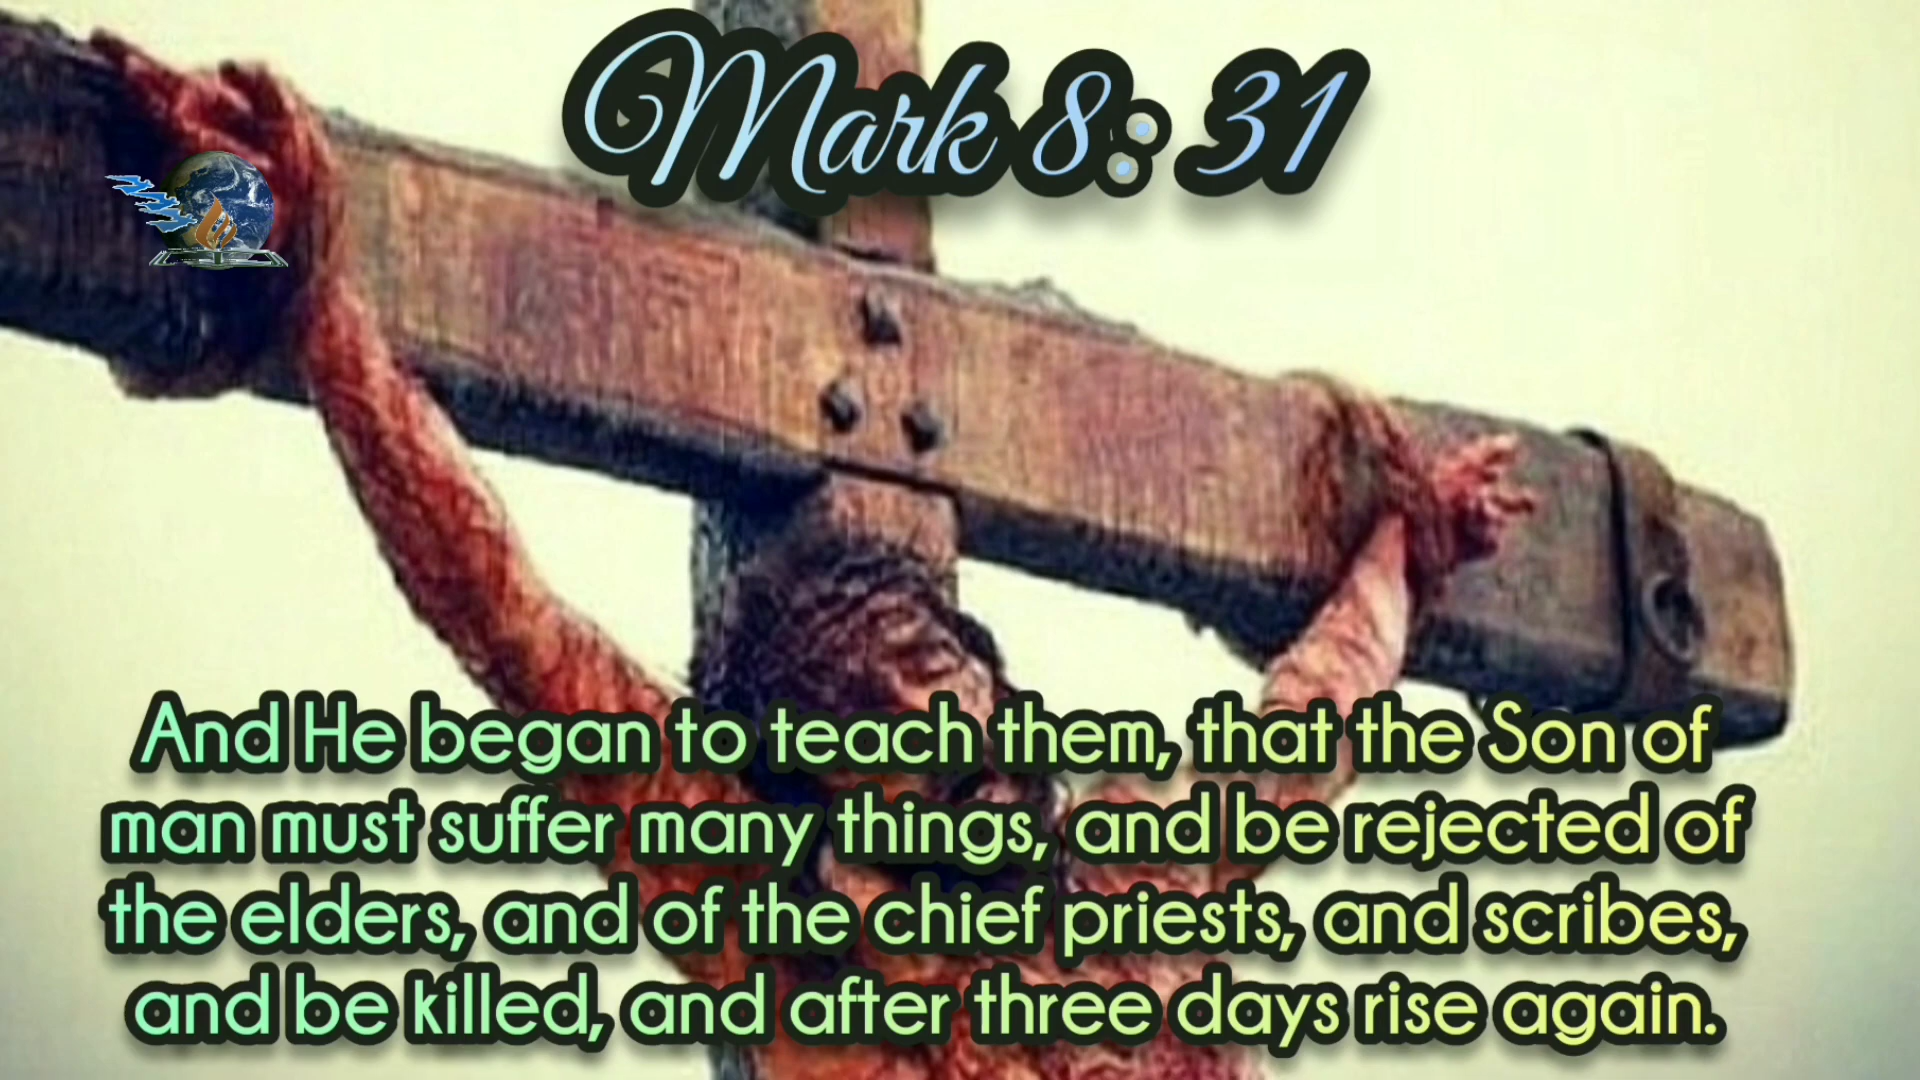 Mark 8: 31
And He began to teach them, that the Son of
man must suffer many things, and be rejected of
the elders, and of the chief priests, and scribes,
and be killed, and after three days rise again.